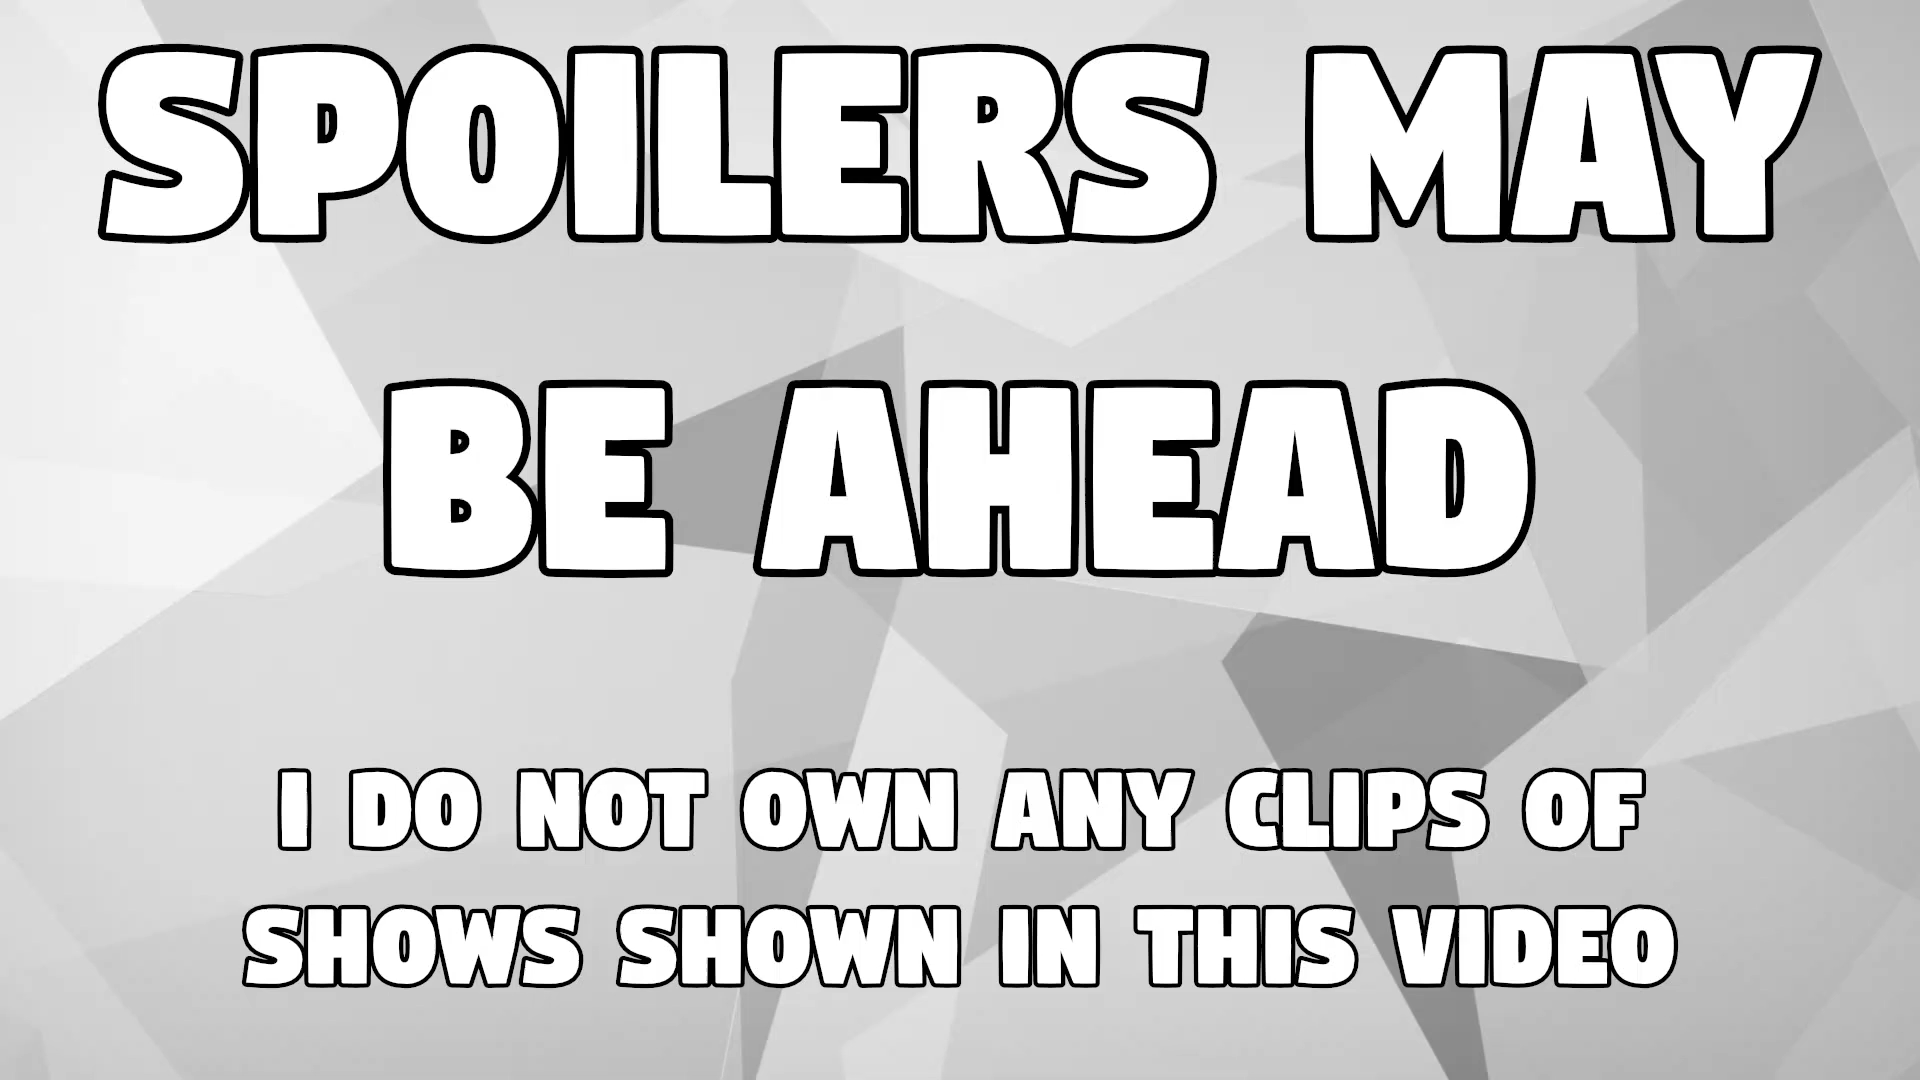 SPOILERS MAY
BE AHEAD
I DO NOT OWN ANY CLIPS OF
SHOWS SHOWN IN THIS VIDEO